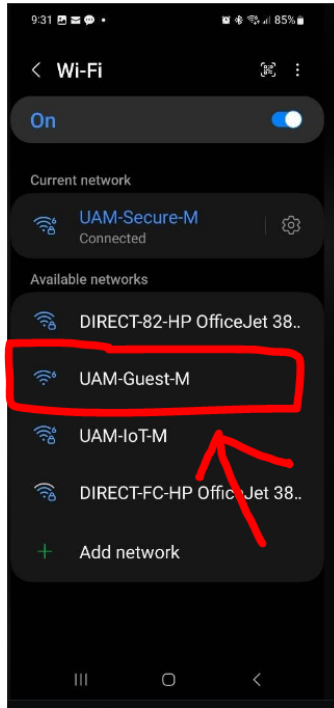 9:31 85%
Wi-Fi
On
Current network
UAM-Secure-M
Connected
Available networks
DIRECT-82-HP OfficeJet 38..
UAM-Guest-M
UAM-IoT-M
DIRECT-FC-HP OfficeJet 38..
Add network